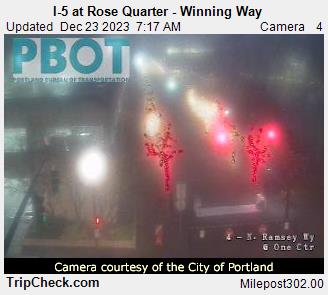 I-5 at Rose Quarter - Winning Way
Updated Dec 23 2023 7:17 AM Camera 4
PBOT
PORTLAND BUREAU OF TRANSPORTATION
4 - N. Ramsey Wy
@ One Ctr
Camera courtesy of the City of Portland
TripCheck.com Milepost302.00